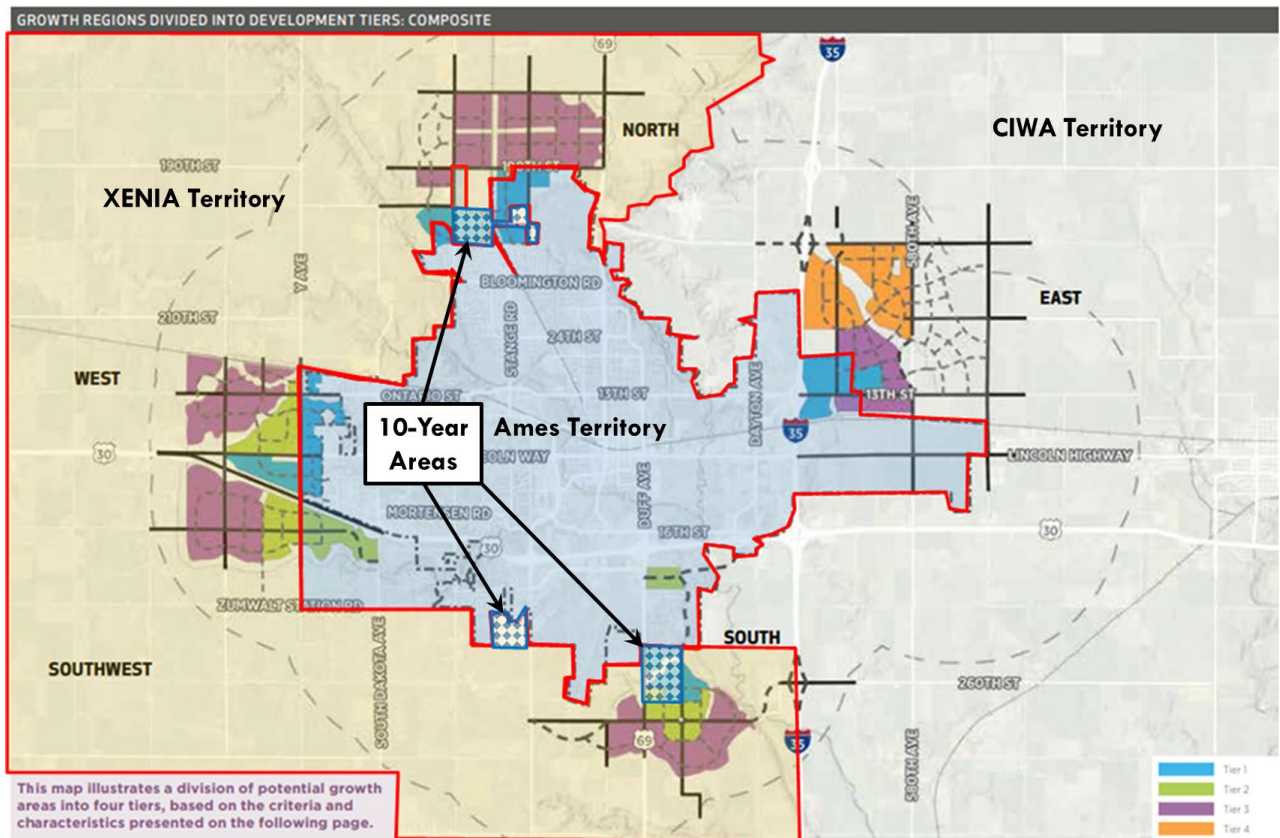 GROWTH REGIONS DIVIDED INTO DEVELOPMENT TIERS: COMPOSITE
69
35
NORTH
CIWA Territory
190TH ST
190TH ST
XENIA Territory
580TH AVE
Y AVE
BLOOMINGTON RD
EAST
210TH ST
STANGE RD
24TH ST
WEST
ONTARIO ST
13TH ST
DAYTON AVE
13TH ST
10-Year
Areas
Ames Territory
35
30
COLN WAY
LINCOLN HIGHWAY
DUFF AVE
MORTENSEN RD
30
16TH ST
30
ZUMWALT STATION RD
SOUTH
SOUTHWEST
SOUTH DAKOTA AVE
260TH ST
69
35
580TH AVE
This map illustrates a division of potential growth
areas into four tiers, based on the criteria and
characteristics presented on the following page.
Tier 1
Tier 2
Tier 3
Tier 4